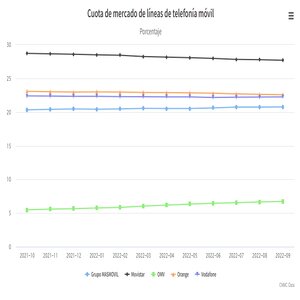 Cuota de mercado de líneas de telefonía móvil
Porcentaje
30
25
20
15
10
5
0
2021-10 2021-11 2021-12 2022-01 2022-02 2022-03 2022-04 2022-05 2022-06 2022-07 2022-08 2022-09
Grupo MASMOVIL Movistar OMV Orange Vodafone
CNMC Data